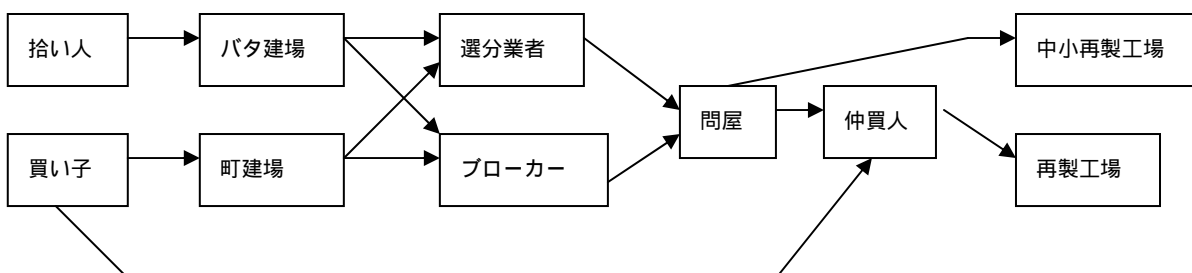 拾い人
バタ建場
選分業者
中小再製工場
問屋
仲買人
買い子
町建場
ブローカー
再製工場